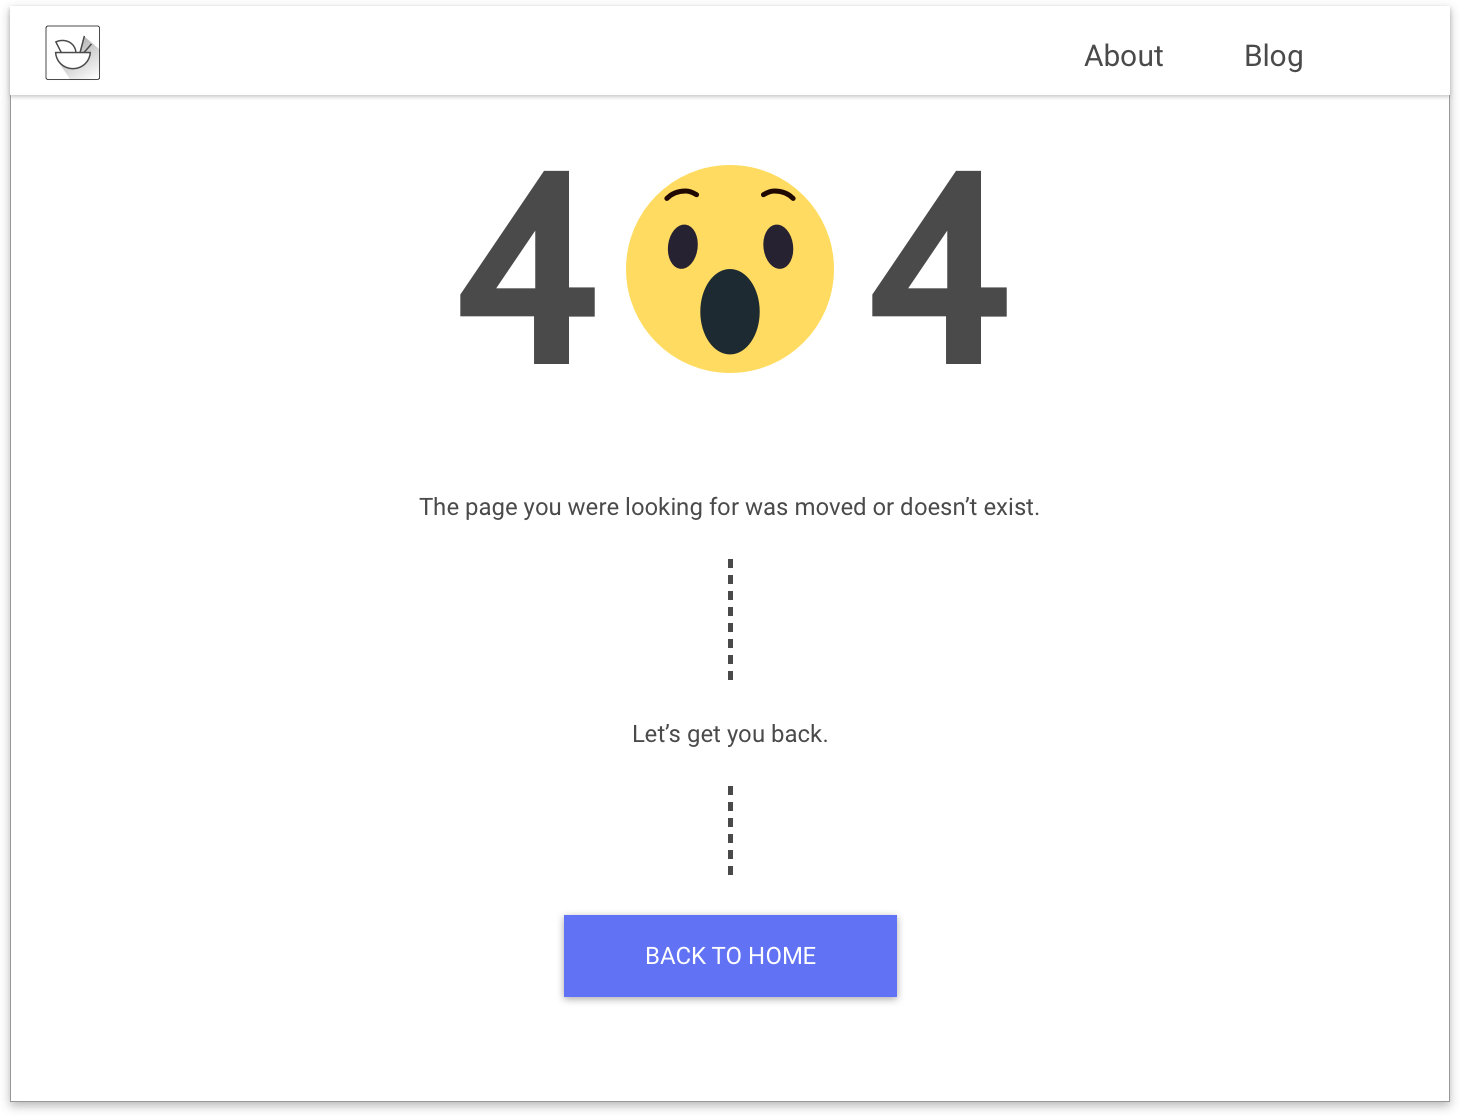 About Blog
4 4
The page you were looking for was moved or doesn’t exist.
Let’s get you back.
BACK TO HOME